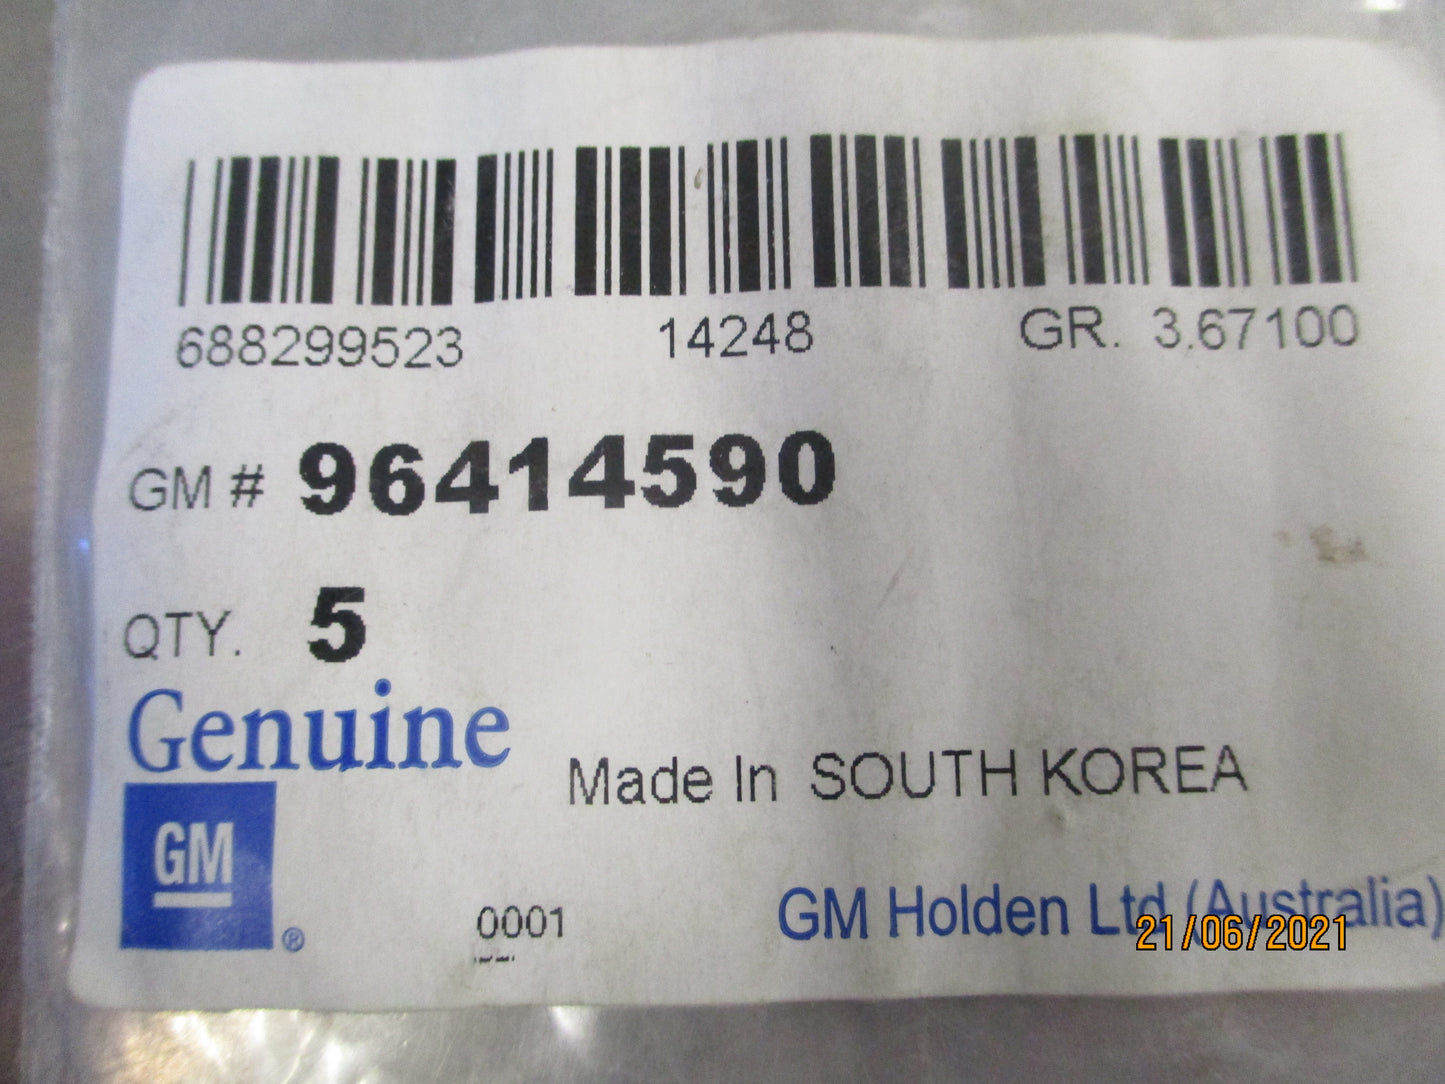 688299523 14248 GR. 3.67100
GM # 96414590
QTY. 5
Genuine
Made In SOUTH KOREA
GM
®
0001
GM Holden Ltd (Australia)
21/06/2021